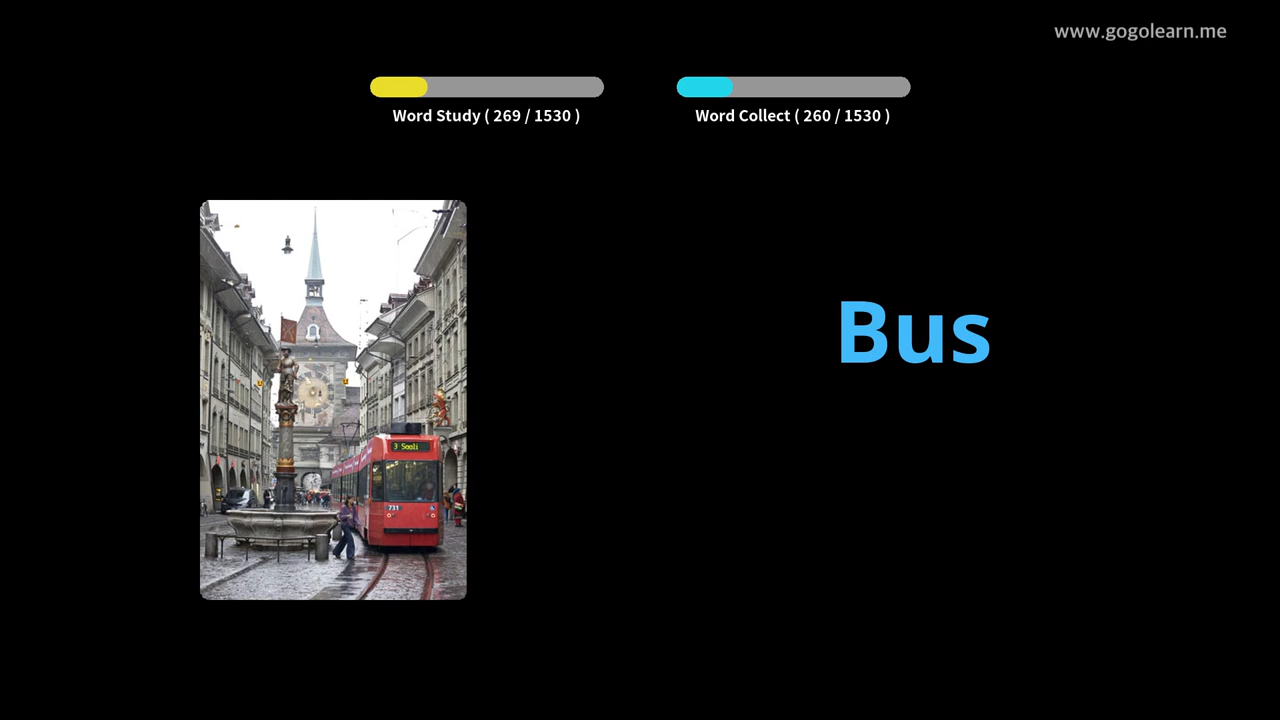 www.gogolearn.me
Word Study ( 269 / 1530 )
Word Collect ( 260 / 1530 )
Bus
3 Saali
731